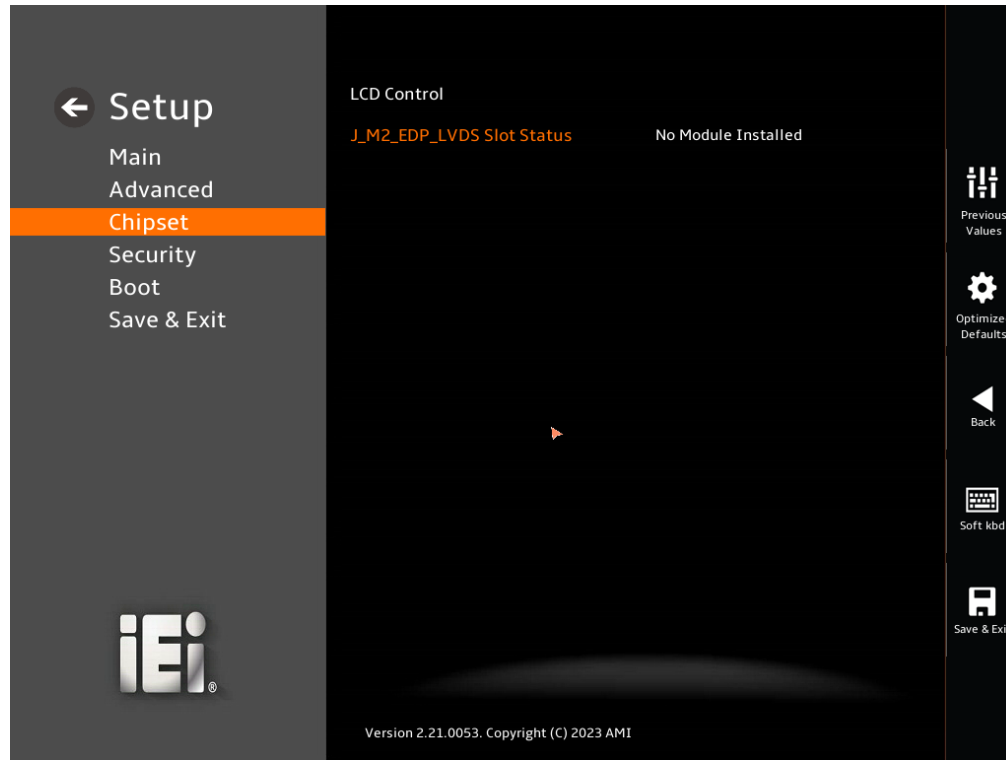 Setup
Main
Advanced
Chipset
Security
Boot
Save & Exit
iEi®
LCD Control
J_M2_EDP_LVDS Slot Status No Module Installed
Previous
Values
Optimize
Defaults
Back
Soft kbd
Save & Exi
Version 2.21.0053. Copyright (C) 2023 AMI